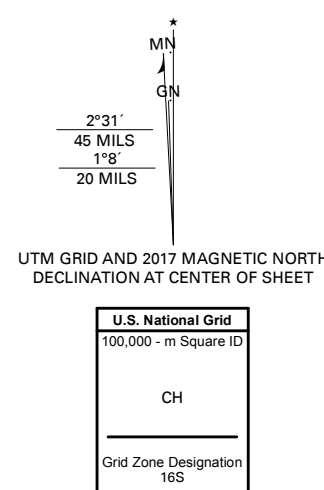 ★
MN
GN
2°31´
45 MILS
1°8´
20 MILS
UTM GRID AND 2017 MAGNETIC NORTH
DECLINATION AT CENTER OF SHEET
U.S. National Grid
100,000 - m Square ID
CH
Grid Zone Designation
16S